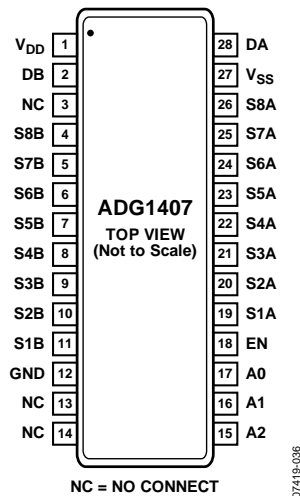 VDD 1 28 DA
DB 2 27 VSS
NC 3 26 S8A
S8B 4 25 S7A
S7B 5 24 S6A
S6B 6 23 S5A
S5B 7 22 S4A
S4B 8 21 S3A
S3B 9 20 S2A
S2B 10 19 S1A
S1B 11 18 EN
GND 12 17 A0
NC 13 16 A1
NC 14 15 A2
ADG1407
TOP VIEW
(Not to Scale)
NC = NO CONNECT
07419-036